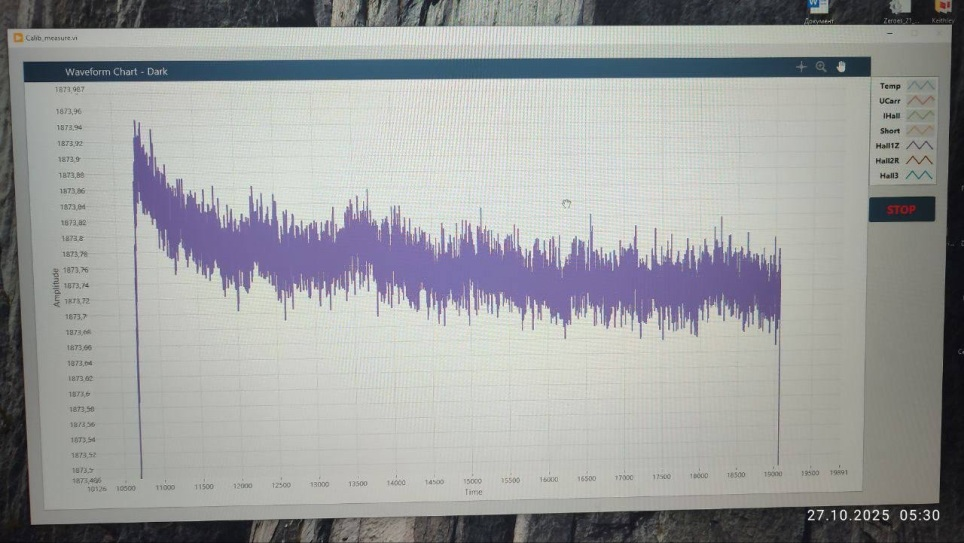 Документ
Zeroes_21_...
Keithley
Calib_measure.vi
Waveform Chart - Dark
1873,987
1873,96
1873,94
1873,92
1873,9
1873,88
1873,86
1873,84
1873,82
1873,8
1873,78
1873,76
1873,74
1873,72
1873,7
1873,68
1873,66
1873,64
1873,62
1873,6
1873,58
1873,56
1873,54
1873,52
1873,5
1873,486
Amplitude
10126 10500 11000 11500 12000 12500 13000 13500 14000 14500 15000 15500 16000 16500 17000 17500 18000 18500 19000 19500 19891
Time
Temp
UCarr
IHall
Short
Hall1Z
Hall2R
Hall3
STOP
27.10.2025 05:30